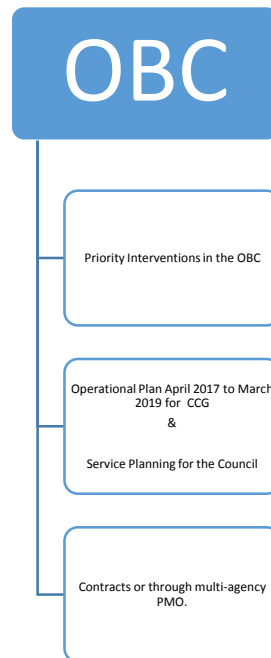 OBC
Priority Interventions in the OBC
Operational Plan April 2017 to March
2019 for CCG
&
Service Planning for the Council
Contracts or through multi-agency
PMO.